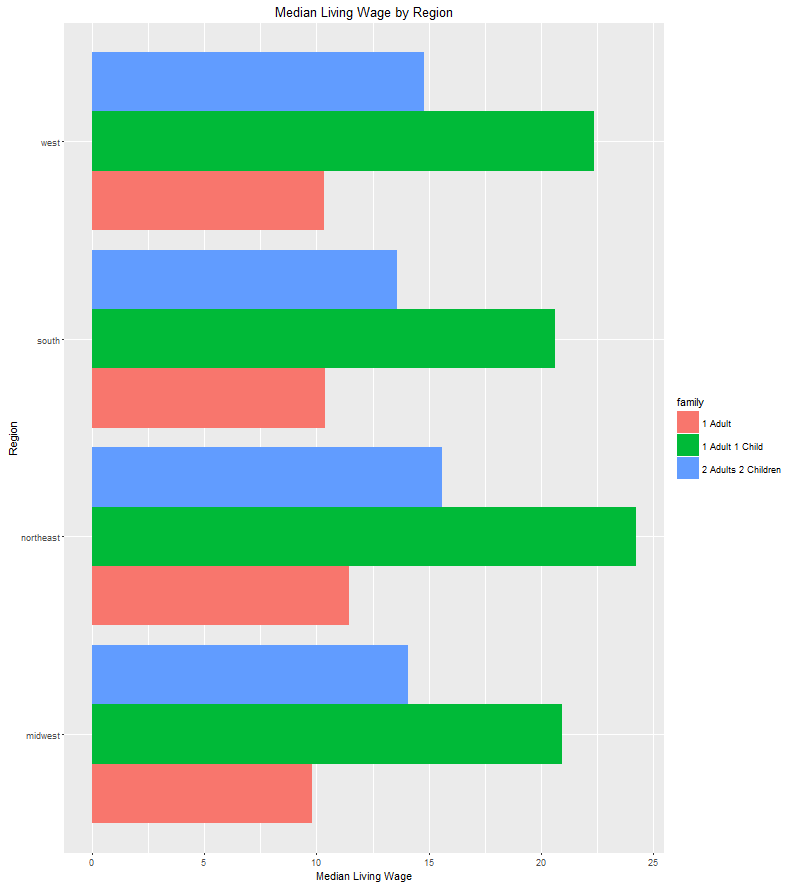 Median Living Wage by Region
west
south
northeast
midwest
Region
0 5 10 15 20 25
Median Living Wage
family
1 Adult
1 Adult 1 Child
2 Adults 2 Children